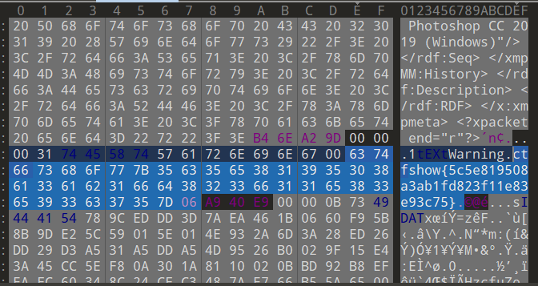 0 1 2 3 4 5 6 7 8 9 A B C D E F 0123456789ABCDEF
20 50 68 6F 74 6F 73 68 6F 70 20 43 43 20 32 30 Photoshop CC 20
31 39 20 28 57 69 6E 64 6F 77 73 29 22 2F 3E 20 19 (Windows)"/>
3C 2F 72 64 66 3A 53 65 71 3E 20 3C 2F 78 6D 70 </rdf:Seq> </xmp
4D 4D 3A 48 69 73 74 6F 72 79 3E 20 3C 2F 72 64 MM:History> </rd
66 3A 44 65 73 63 72 69 70 74 69 6F 6E 3E 20 3C f:Description> <
2F 72 64 66 3A 52 44 46 3E 20 3C 2F 78 3A 78 6D /rdf:RDF> </x:xm
70 6D 65 74 61 3E 20 3C 3F 78 70 61 63 6B 65 74 pmeta> <?xpacket
20 65 6E 64 3D 22 72 22 3F 3E B4 6E A2 9D 00 00 end="r"?>´n¢...
00 31 74 45 58 74 57 61 72 6E 69 6E 67 00 63 74 .1tEXtWarning.ct
66 73 68 6F 77 7B 35 63 35 65 38 31 39 35 30 38 fshow{5c5e819508
61 33 61 62 31 66 64 38 32 33 66 31 31 65 38 33 a3ab1fd823f11e83
65 39 33 63 37 35 7D 06 A9 4D E9 00 00 0B 73 49 e93c75}
44 41 54 78 9C ED DD 3D 7A EA 46 1B 06 60 F9 5B
8B 9D E2 5C 59 01 5E 01 4E 93 2A 6D 3A 28 ED 26
DD 29 D3 A5 31 A5 DD A5 4D 95 26 B0 02 9F 15 E4
3A 45 CC 5E F8 0A 30 1A 81 10 02 0B BD 92 B8 EF